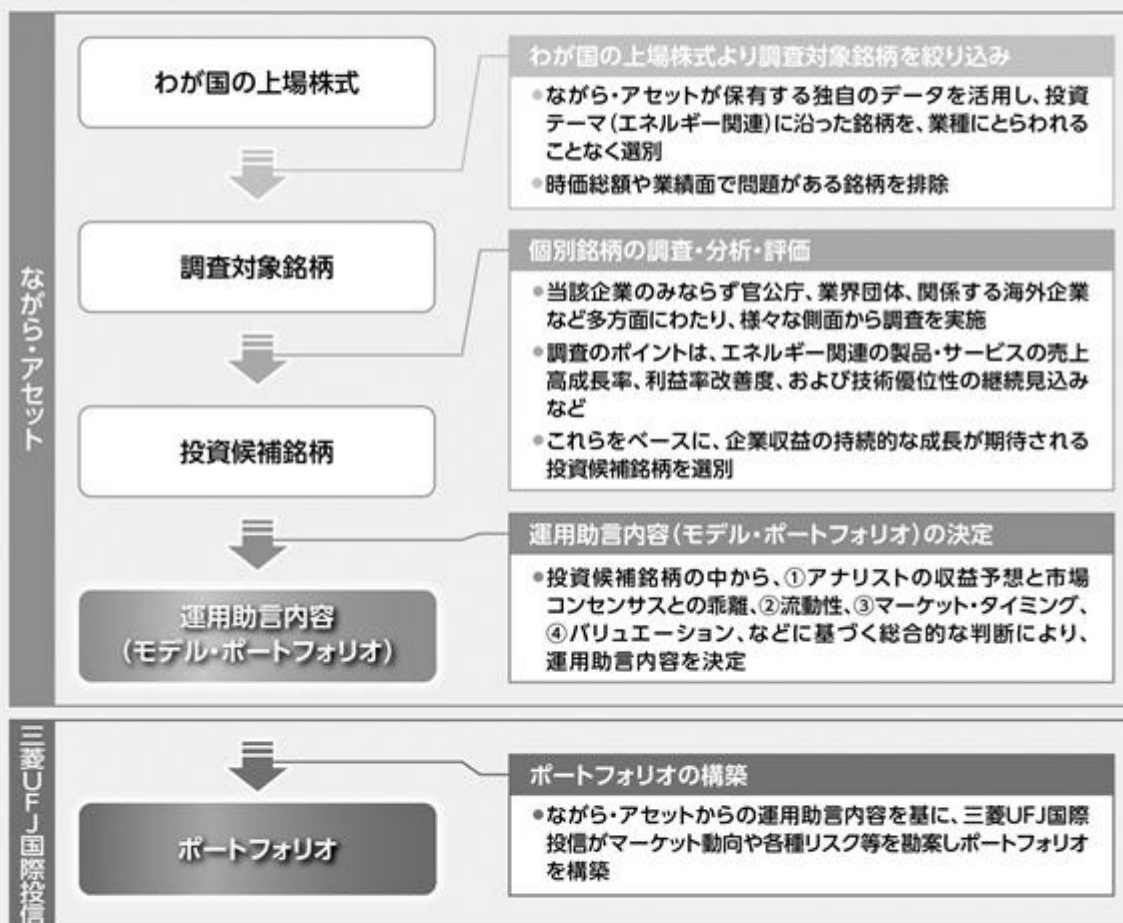 ながら・アセット
わが国の上場株式
わが国の上場株式より調査対象銘柄を絞り込み
●ながら・アセットが保有する独自のデータを活用し、投資
テーマ(エネルギー関連)に沿った銘柄を、業種にとらわれる
ことなく選別
●時価総額や業績面で問題がある銘柄を排除
調査対象銘柄
個別銘柄の調査・分析・評価
●当該企業のみならず官公庁、業界団体、関係する海外企業
など多方面にわたり、様々な側面から調査を実施
●調査のポイントは、エネルギー関連の製品・サービスの売上
高成長率、利益率改善度、および技術優位性の継続見込み
など
●これらをベースに、企業収益の持続的な成長が期待される
投資候補銘柄を選別
投資候補銘柄
運用助言内容(モデル・ポートフォリオ)の決定
●投資候補銘柄の中から、①アナリストの収益予想と市場
コンセンサスとの乖離、②流動性、③マーケット・タイミング、
④バリュエーション、などに基づく総合的な判断により、
運用助言内容を決定
運用助言内容
(モデル・ポートフォリオ)
三菱UFJ国際投信
ポートフォリオの構築
●ながら・アセットからの運用助言内容を基に、三菱UFJ国際
投信がマーケット動向や各種リスク等を勘案しポートフォリオ
を構築
ポートフォリオ